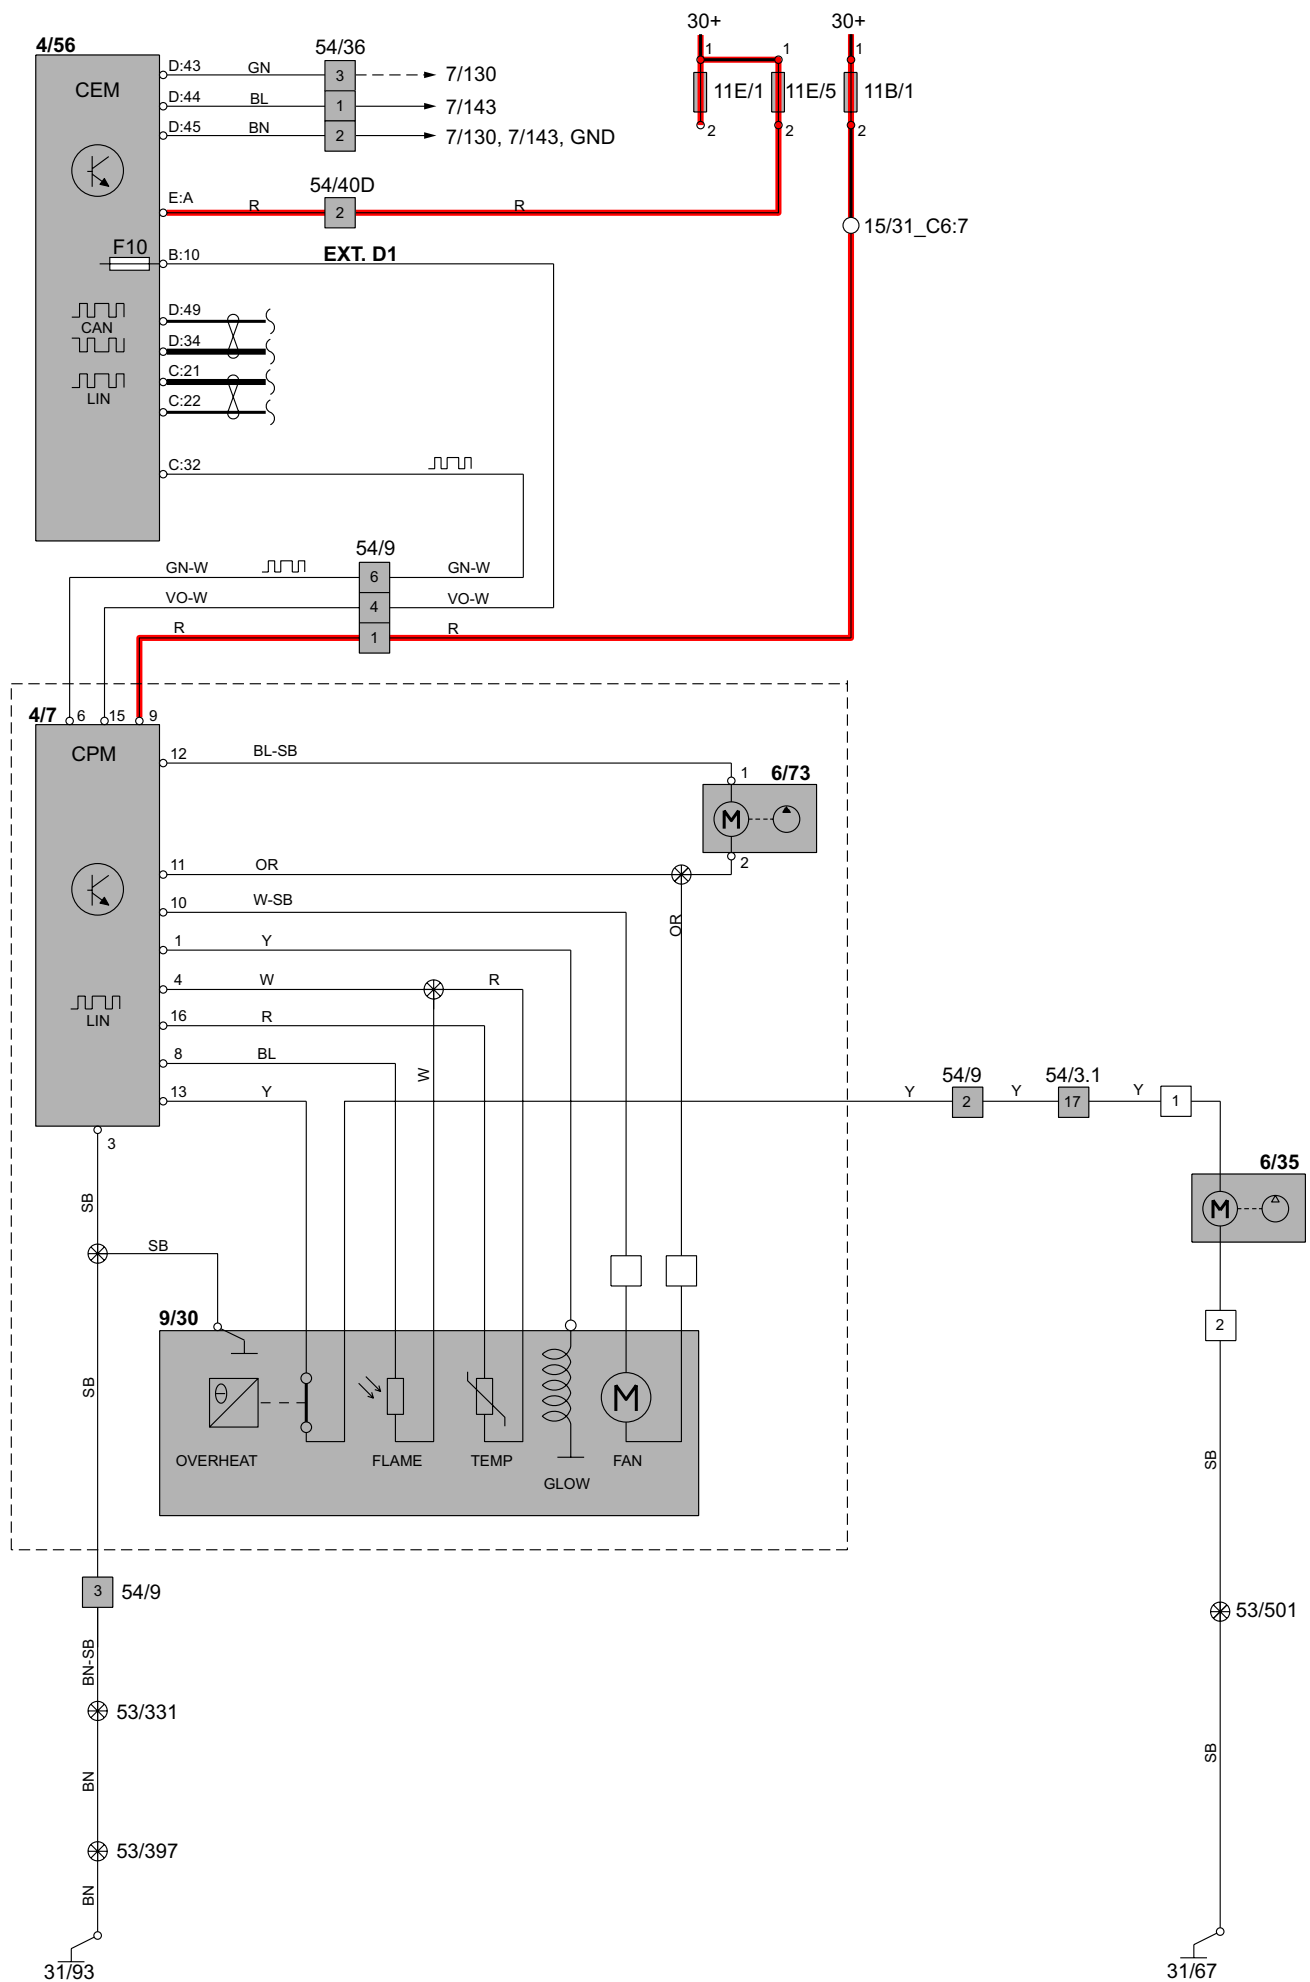 30+ 30+
4/56 54/36
CEM D:43 GN 3 7/130
D:44 BL 1 7/143
D:45 BN 2 7/130, 7/143, GND
1 1 1
11E/1 11E/5 11B/1
2 2 2
54/40D
E:A R 2 R
15/31_C6:7
F10 B:10 EXT. D1
D:49
CAN
D:34
C:21
LIN
C:22
C:32
54/9
GN-W 6 GN-W
VO-W 4 VO-W
R 1 R
4/7 6 15 9
CPM 12 BL-SB 1 6/73
M
2
11 OR
10 W-SB OR
1 Y
4 W R
16 R
LIN
8 BL W
13 Y
Y 54/9 2 Y 54/3.1 17 Y 1
3
6/35
M
SB
SB
2
9/30
SB
Θ M
OVERHEAT FLAME TEMP FAN
GLOW
SB
3 54/9
53/501
BN-SB
53/331
SB
BN
53/397
BN
31/93 31/67